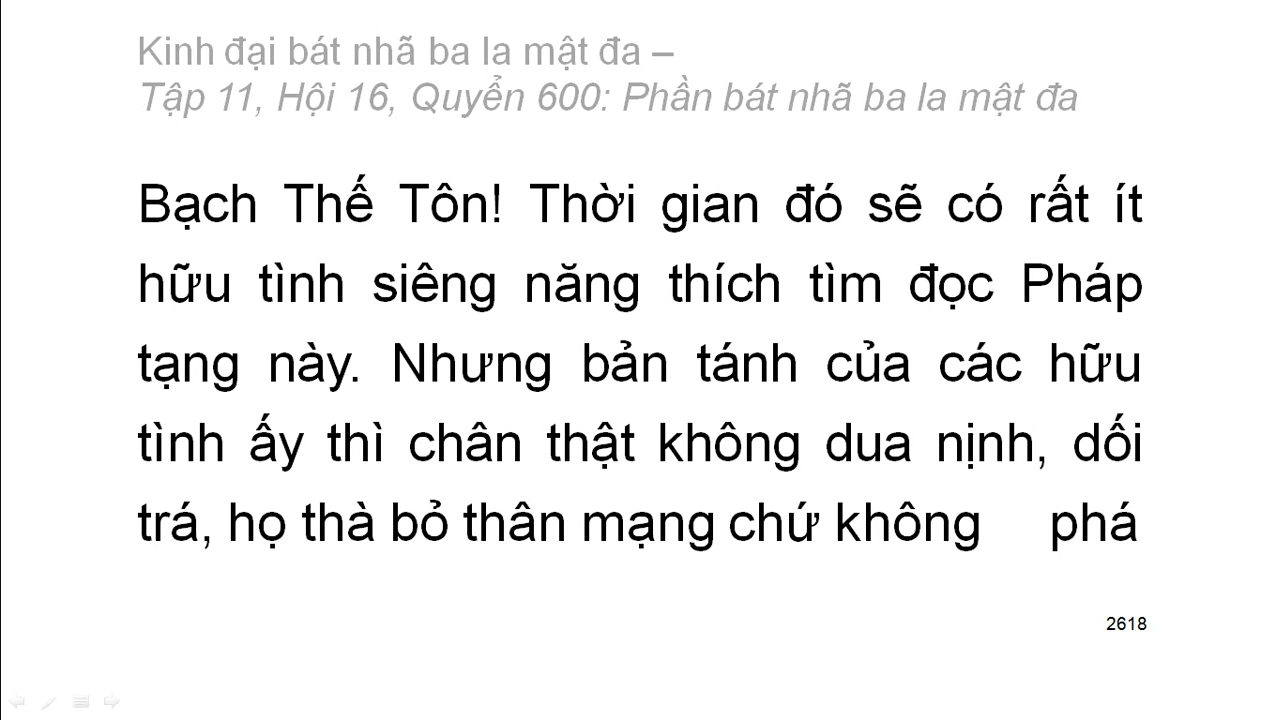 Kinh đại bát nhã ba la mật đa –
Tập 11, Hội 16, Quyển 600: Phần bát nhã ba la mật đa
Bạch Thế Tôn! Thời gian đó sẽ có rất ít
hữu tình siêng năng thích tìm đọc Pháp
tạng này. Nhưng bản tánh của các hữu
tình ấy thì chân thật không dua nịnh, dối
trá, họ thà bỏ thân mạng chứ không phá
2618